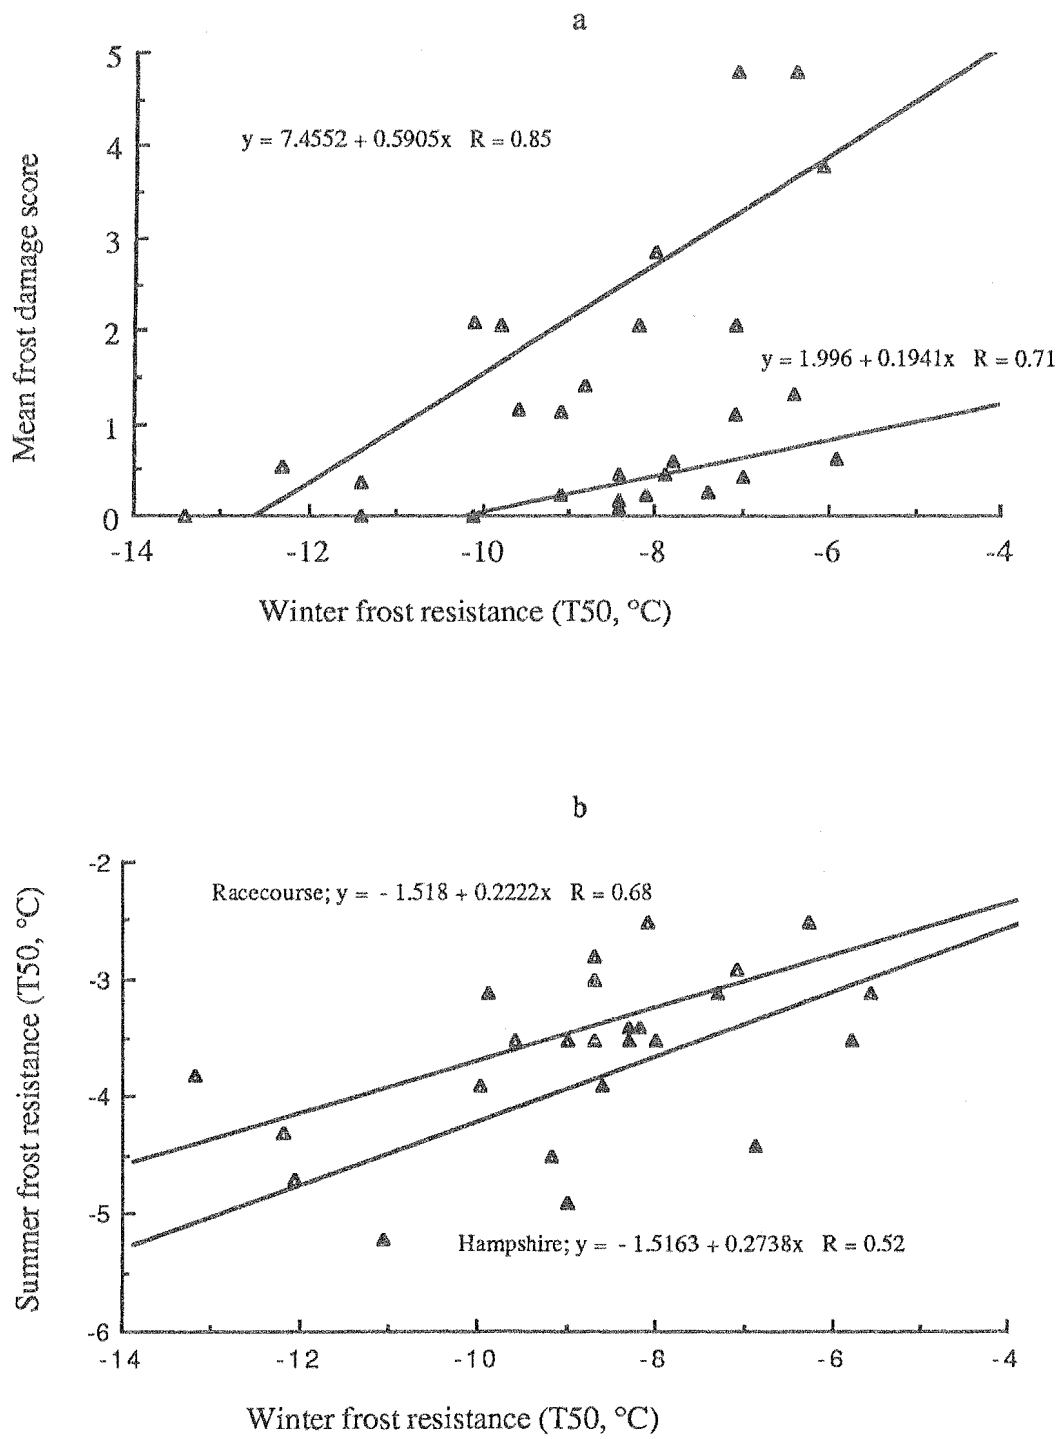 a
5
y = 7.4552 + 0.5905x R = 0.85
4
3
2
y = 1.996 + 0.1941x R = 0.71
1
0
Mean frost damage score
-14 -12 -10 -8 -6 -4
Winter frost resistance (T50, °C)
b
-2
Racecourse; y = - 1.518 + 0.2222x R = 0.68
-3
-4
-5
Hampshire; y = - 1.5163 + 0.2738x R = 0.52
-6
Summer frost resistance (T50, °C)
-14 -12 -10 -8 -6 -4
Winter frost resistance (T50, °C)